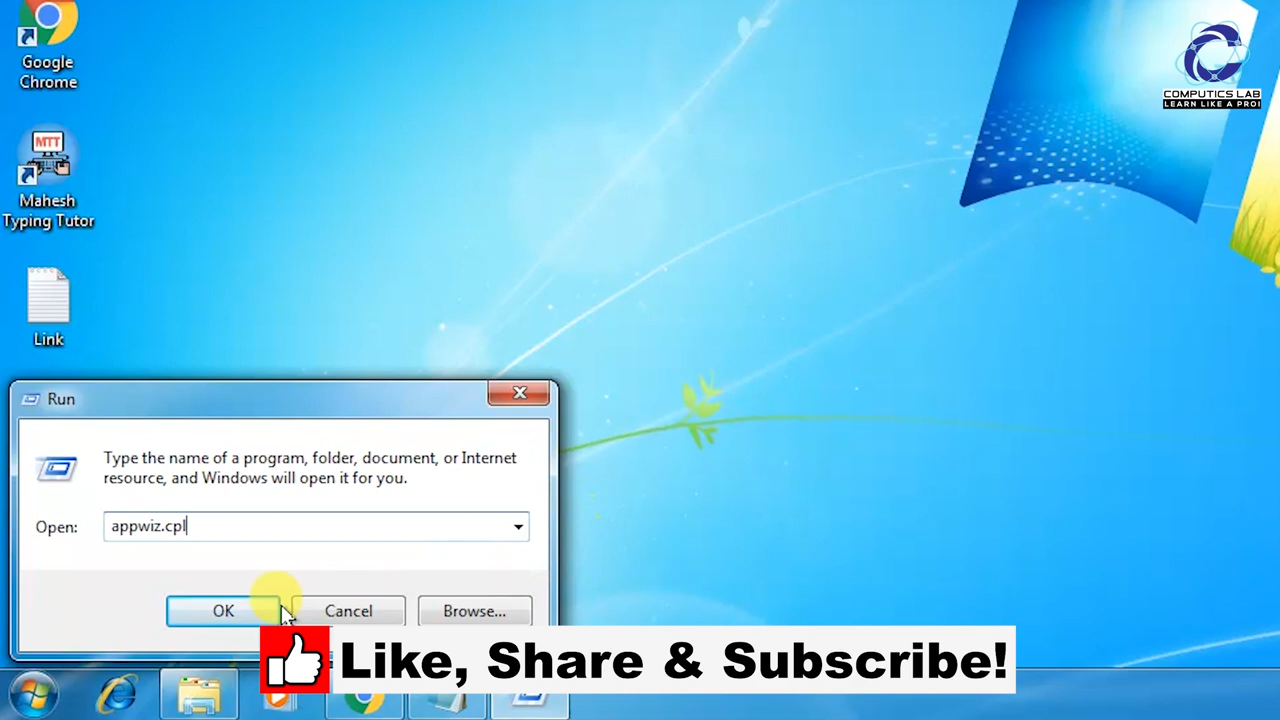 Google
Chrome
COMPUTICS LAB
LEARN LIKE A PRO!
MTT
Mahesh
Typing Tutor
Link
Run
Type the name of a program, folder, document, or Internet
resource, and Windows will open it for you.
Open: appwiz.cpl
OK Cancel Browse...
Like, Share & Subscribe!